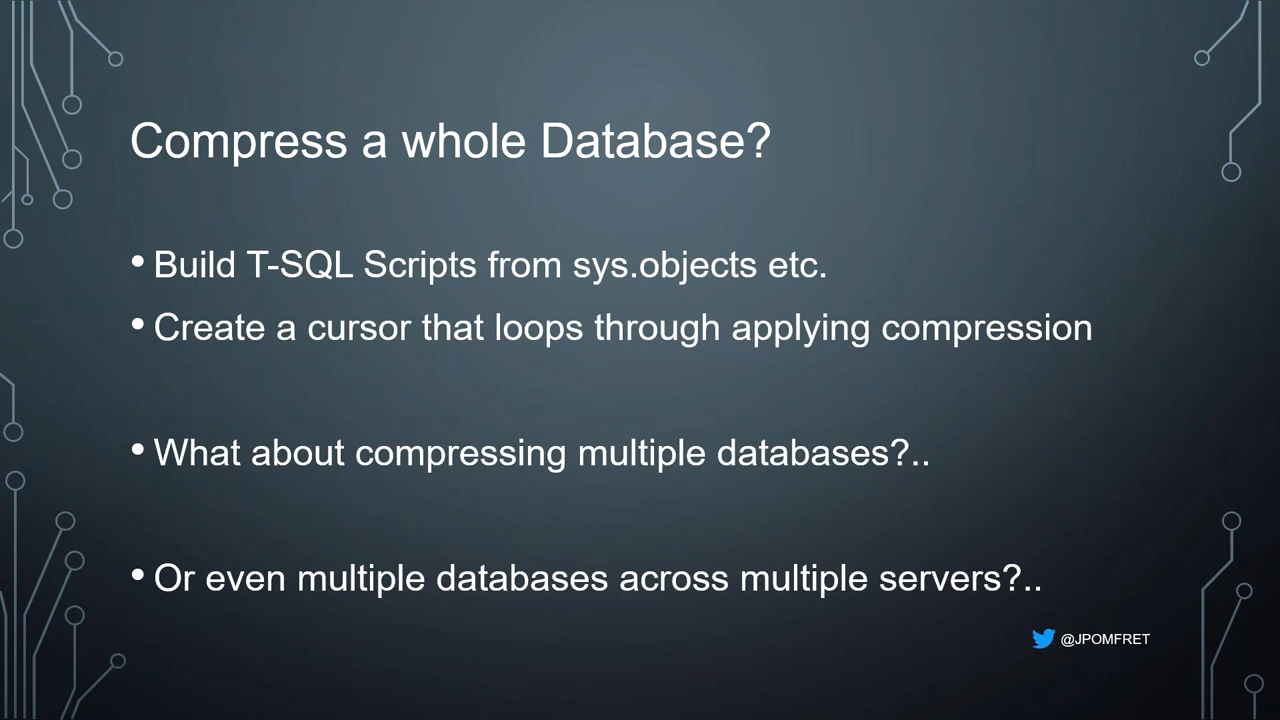 Compress a whole Database?
• Build T-SQL Scripts from sys.objects etc.
• Create a cursor that loops through applying compression
• What about compressing multiple databases?..
• Or even multiple databases across multiple servers?..
@JPOMFRET